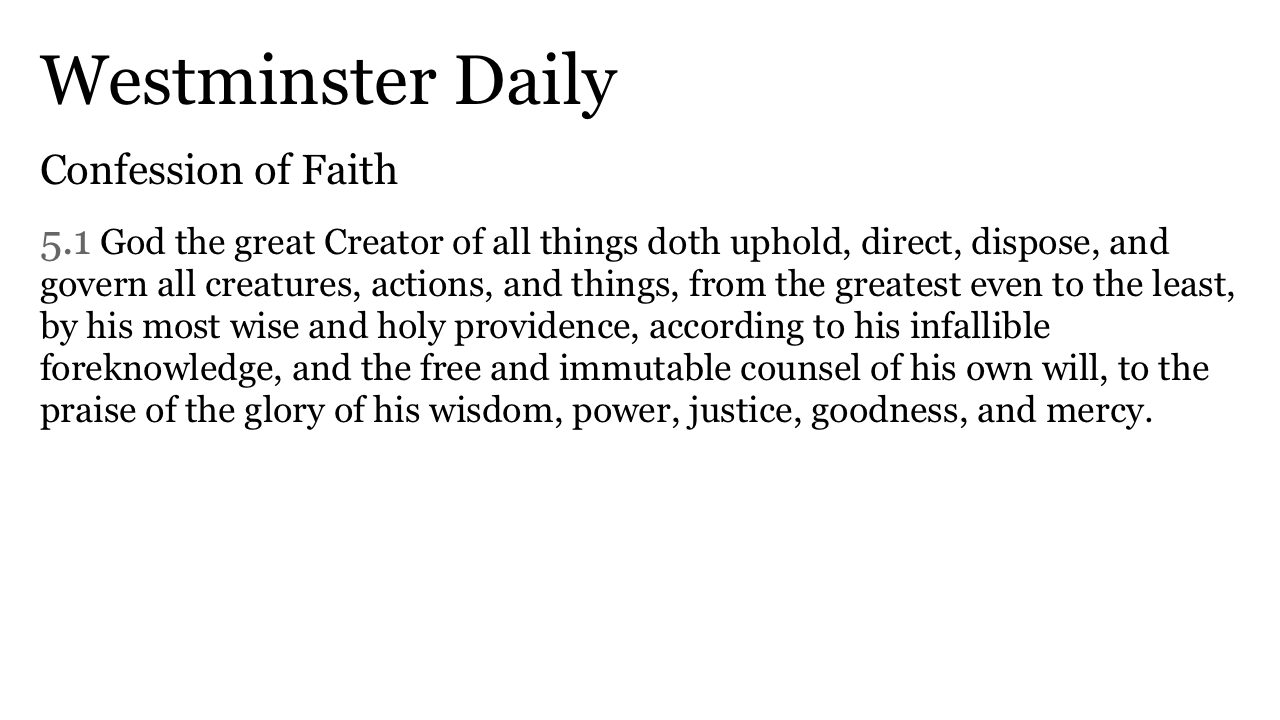 Westminster Daily
Confession of Faith
5.1 God the great Creator of all things doth uphold, direct, dispose, and
govern all creatures, actions, and things, from the greatest even to the least,
by his most wise and holy providence, according to his infallible
foreknowledge, and the free and immutable counsel of his own will, to the
praise of the glory of his wisdom, power, justice, goodness, and mercy.